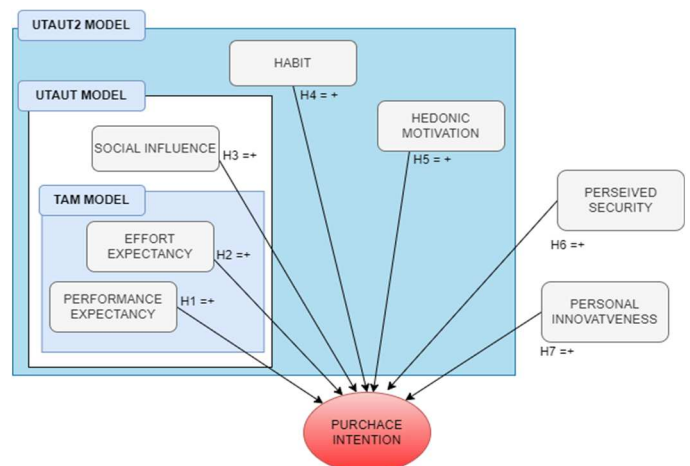 UTAUT2 MODEL
HABIT
H4 = +
UTAUT MODEL
HEDONIC
MOTIVATION
H5 = +
SOCIAL INFLUENCE
H3 =+
TAM MODEL
PERSEIVED
SECURITY
H6 =+
EFFORT
EXPECTANCY
H2 =+
PERFORMANCE
EXPECTANCY
H1 =+
PERSONAL
INNOVATVENESS
H7 =+
PURCHACE
INTENTION